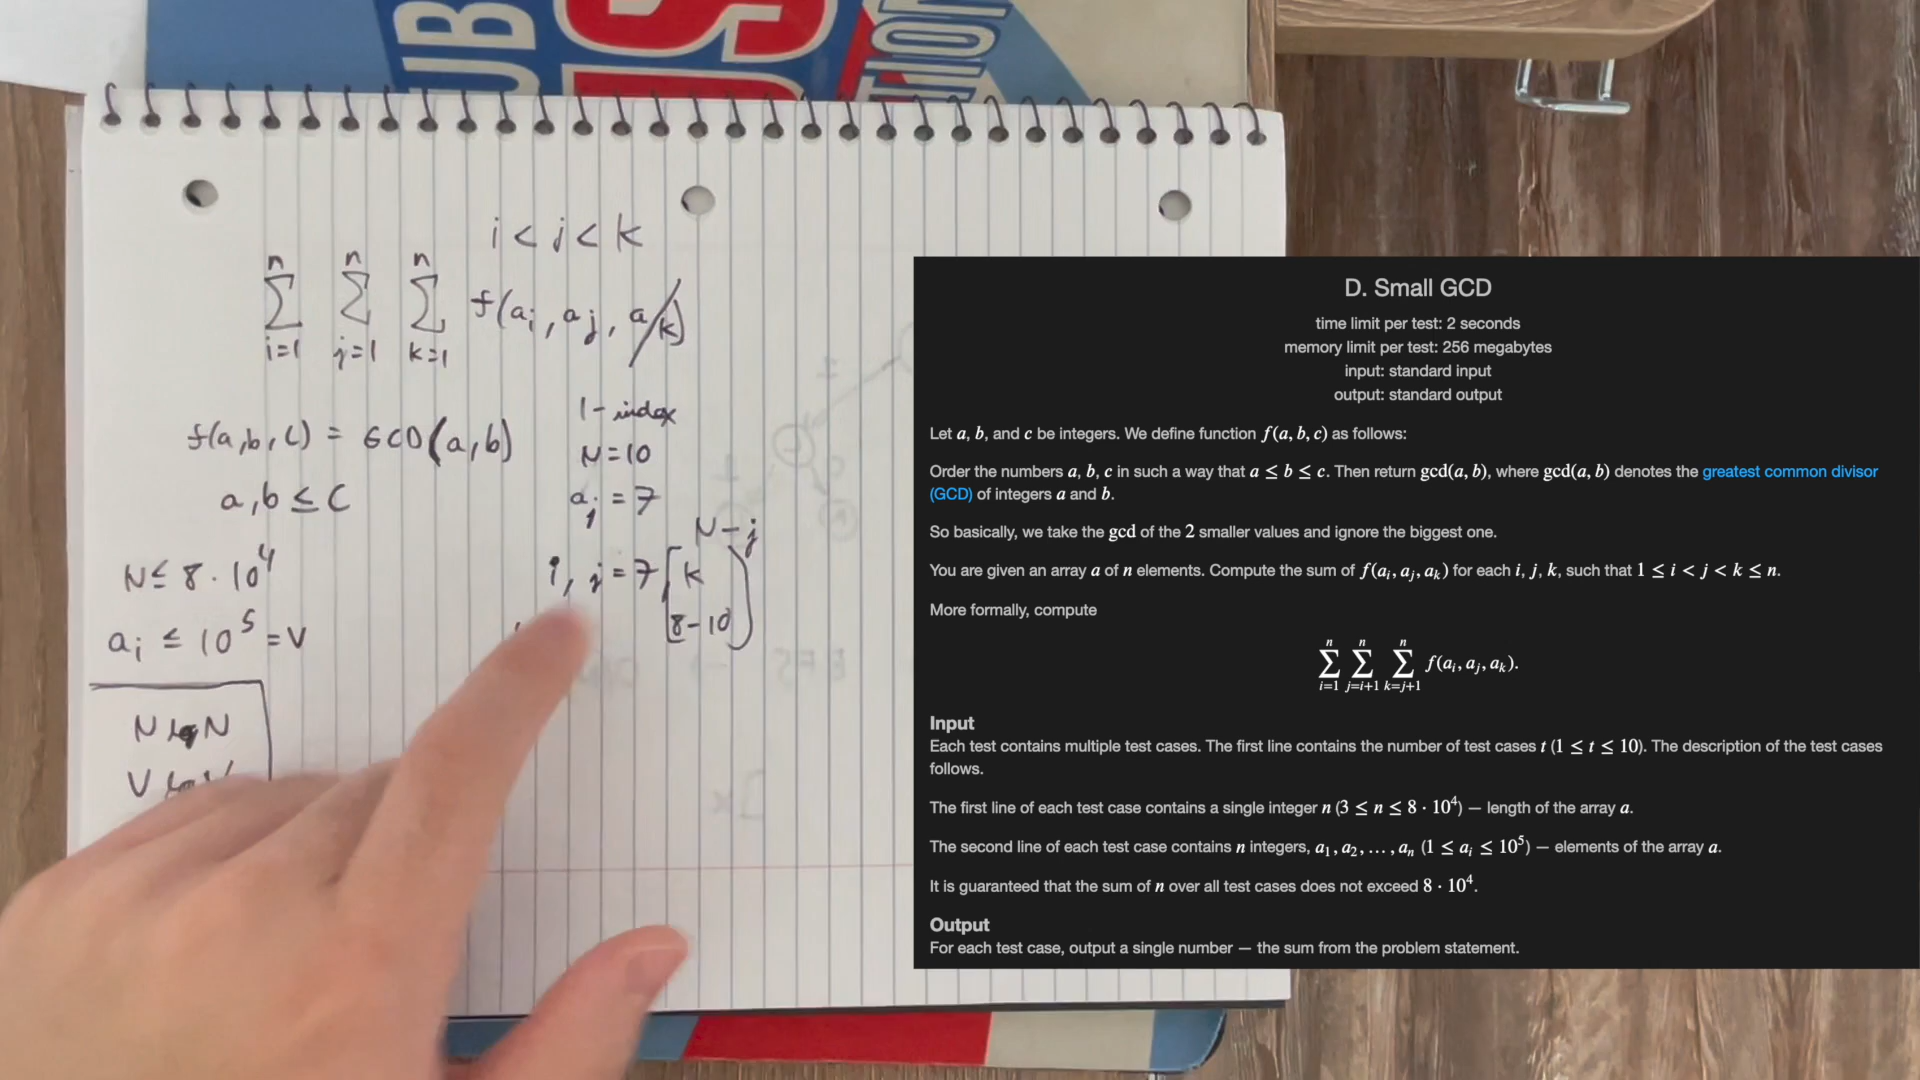 UB
US
TION
i < j < k
n n n
Σ Σ Σ f(a_i, a_j, a_k)
i=1 j=1 k=1
f(a,b,c) = GCD(a,b)
a,b ≤ c
N ≤ 8·10^4
a_i ≤ 10^5 = V
N log N
V log V
1-index
N=10
a_j = 7
N-j
i, j = 7 [k
8-10)
D. Small GCD
time limit per test: 2 seconds
memory limit per test: 256 megabytes
input: standard input
output: standard output
Let a, b, and c be integers. We define function f(a, b, c) as follows:
Order the numbers a, b, c in such a way that a ≤ b ≤ c. Then return gcd(a, b), where gcd(a, b) denotes the greatest common divisor
(GCD) of integers a and b.
So basically, we take the gcd of the 2 smaller values and ignore the biggest one.
You are given an array a of n elements. Compute the sum of f(a_i, a_j, a_k) for each i, j, k, such that 1 ≤ i < j < k ≤ n.
More formally, compute
n n n
Σ Σ Σ f(a_i, a_j, a_k).
i=1 j=i+1 k=j+1
Input
Each test contains multiple test cases. The first line contains the number of test cases t (1 ≤ t ≤ 10). The description of the test cases
follows.
The first line of each test case contains a single integer n (3 ≤ n ≤ 8 · 10^4) — length of the array a.
The second line of each test case contains n integers, a_1, a_2, …, a_n (1 ≤ a_i ≤ 10^5) — elements of the array a.
It is guaranteed that the sum of n over all test cases does not exceed 8 · 10^4.
Output
For each test case, output a single number — the sum from the problem statement.